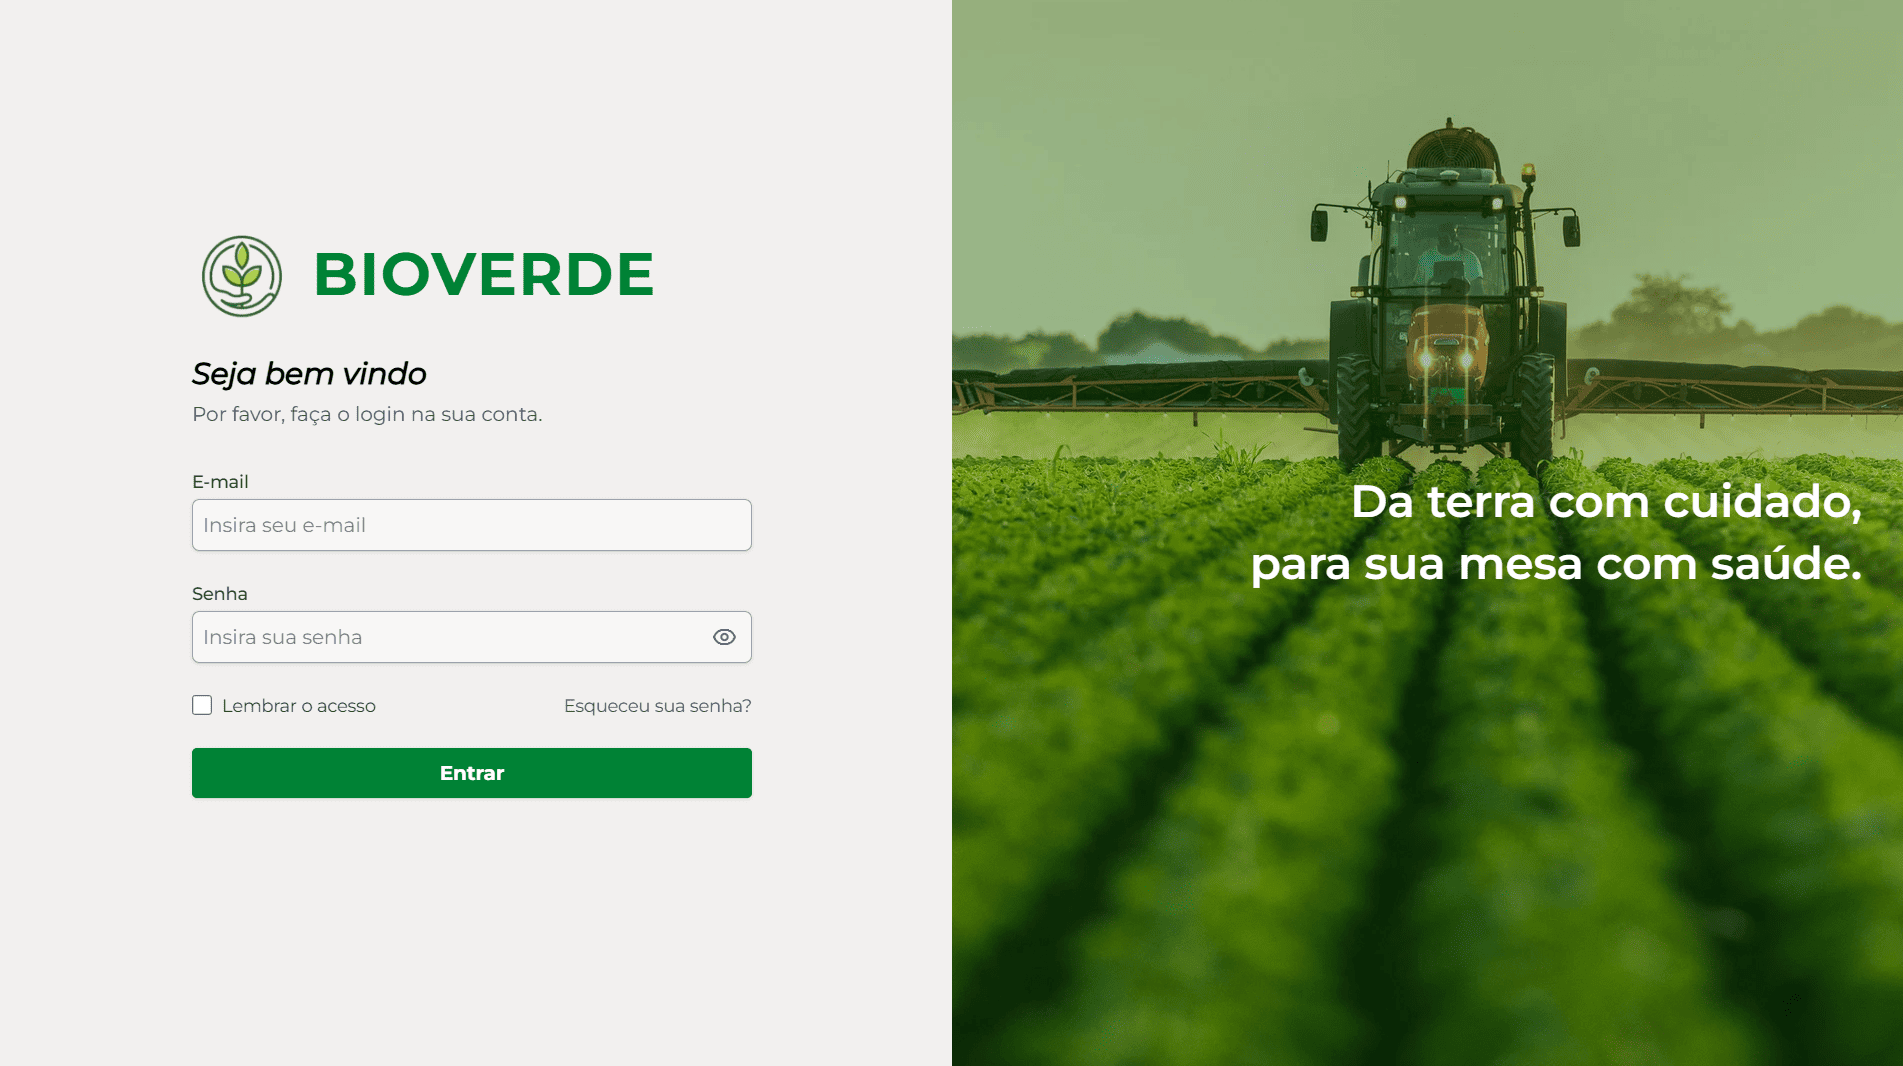 BIOVERDE
Seja bem vindo
Por favor, faça o login na sua conta.
E-mail
Insira seu e-mail
Senha
Insira sua senha
Lembrar o acesso
Esqueceu sua senha?
Entrar
Da terra com cuidado,
para sua mesa com saúde.